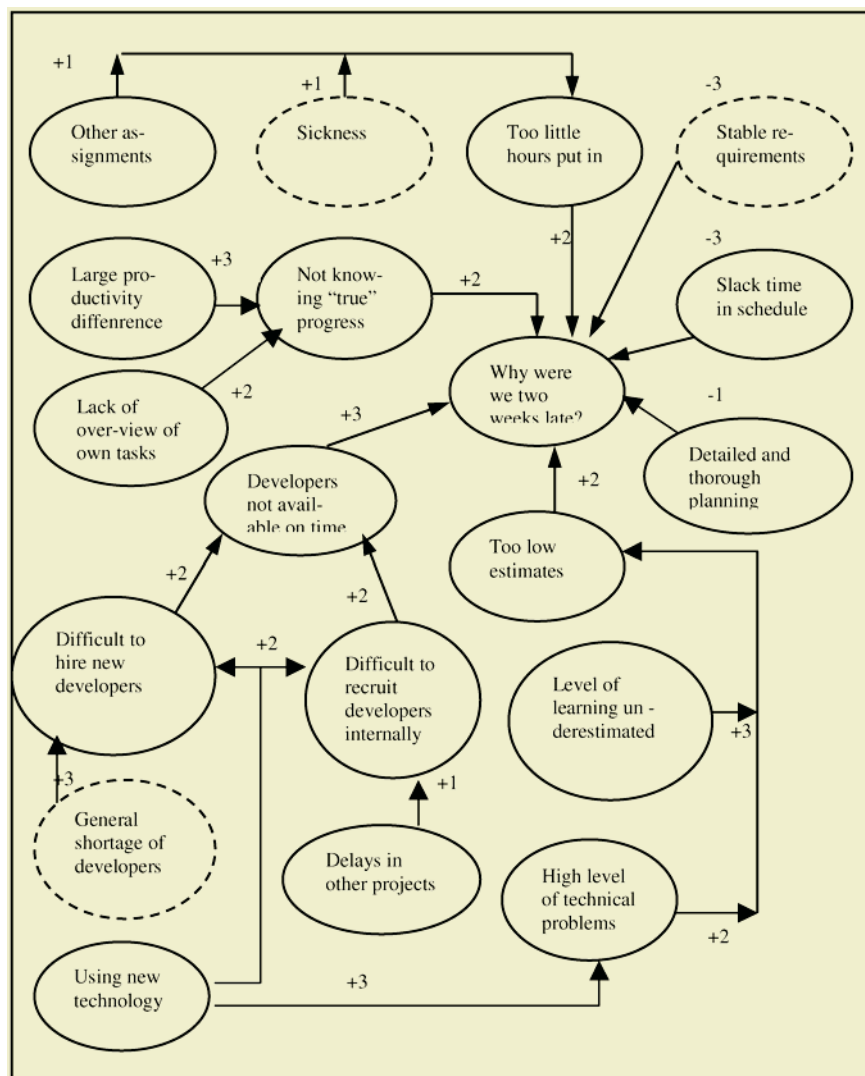 +1
+1
-3
Other as-
signments
Sickness
Too little
hours put in
Stable re-
quirements
+2
-3
Large pro-
ductivity
diffenrence
+3
Not know-
ing “true”
progress
+2
Slack time
in schedule
Lack of
over-view of
own tasks
+2
+3
Why were
we two
weeks late?
-1
Developers
not avail-
able on time
+2
Detailed and
thorough
planning
Too low
estimates
+2
+2
Difficult to
hire new
developers
+2
Difficult to
recruit
developers
internally
Level of
learning un -
derestimated
+3
+3
+1
General
shortage of
developers
Delays in
other projects
High level
of technical
problems
+2
Using new
technology
+3